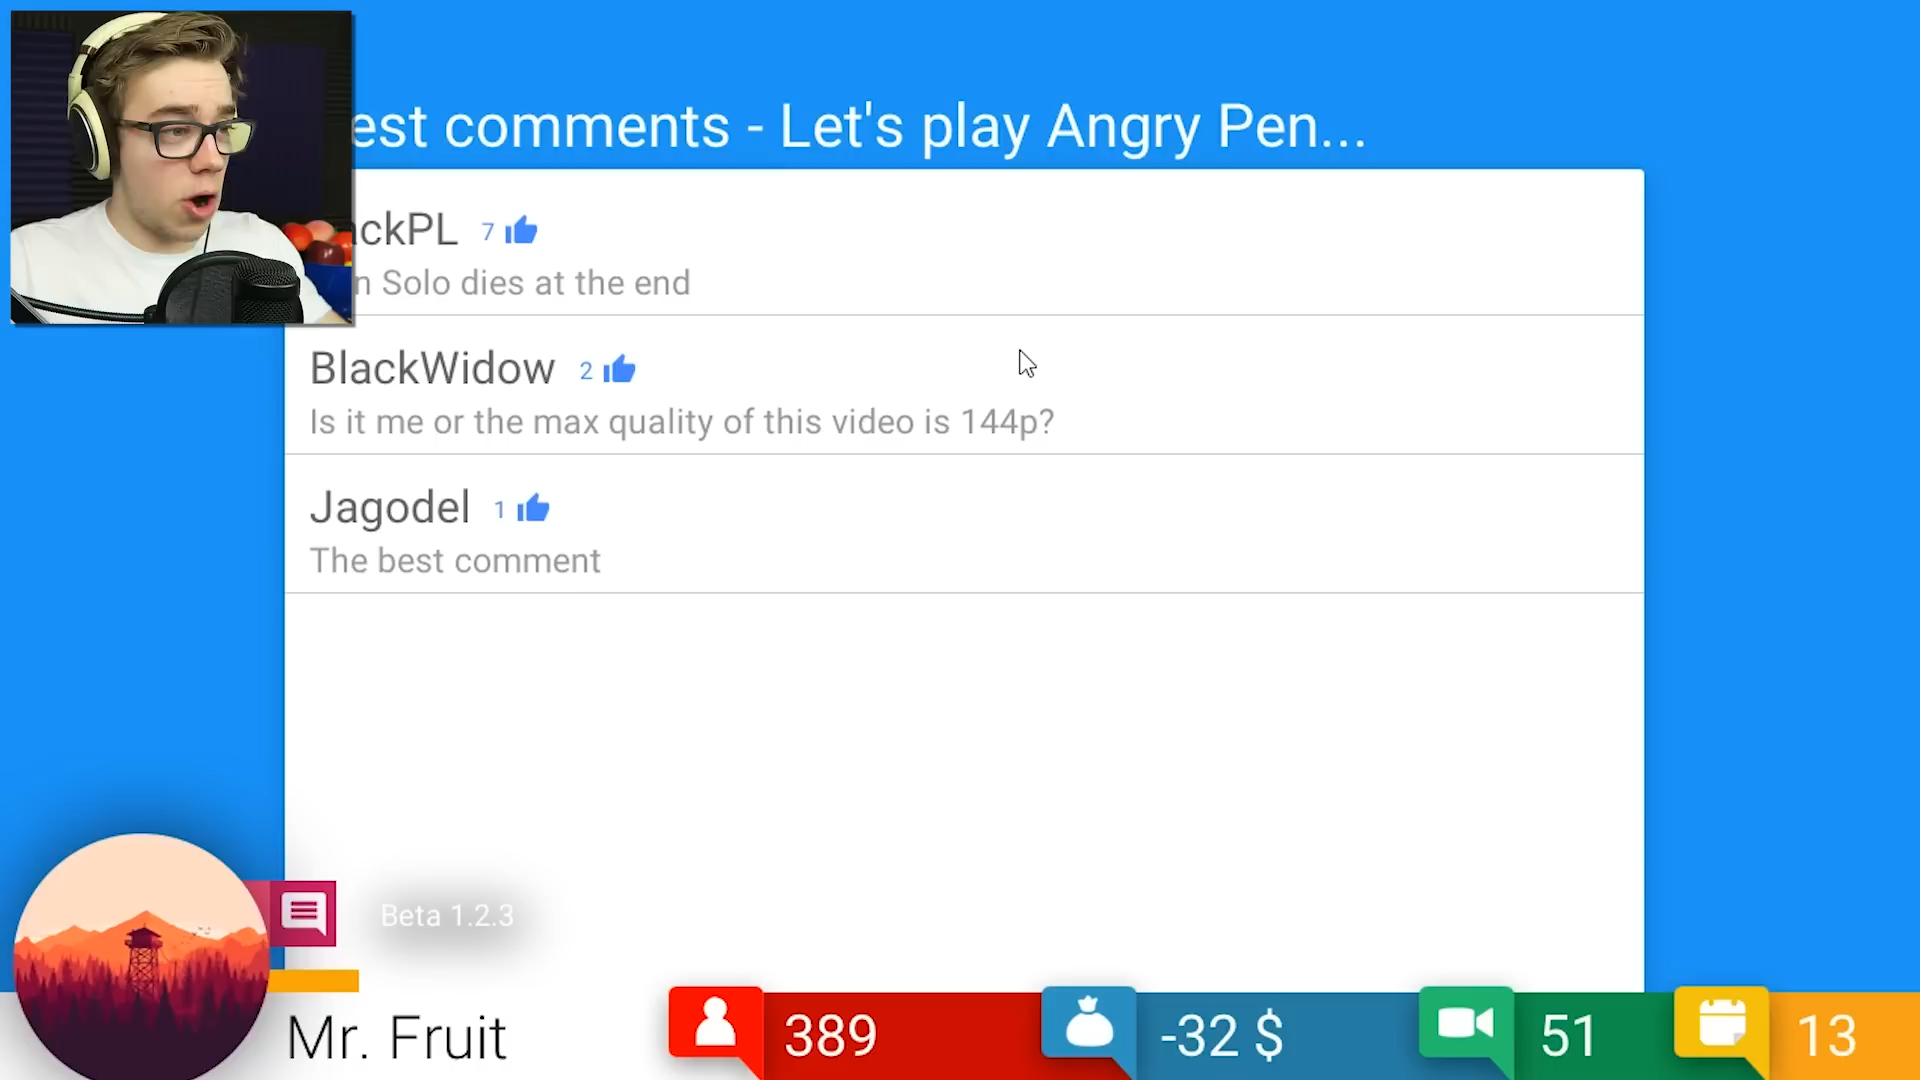 est comments - Let's play Angry Pen...
ckPL 7
n Solo dies at the end
BlackWidow 2
Is it me or the max quality of this video is 144p?
Jagodel 1
The best comment
Beta 1.2.3
Mr. Fruit
389
-32 $
51
13